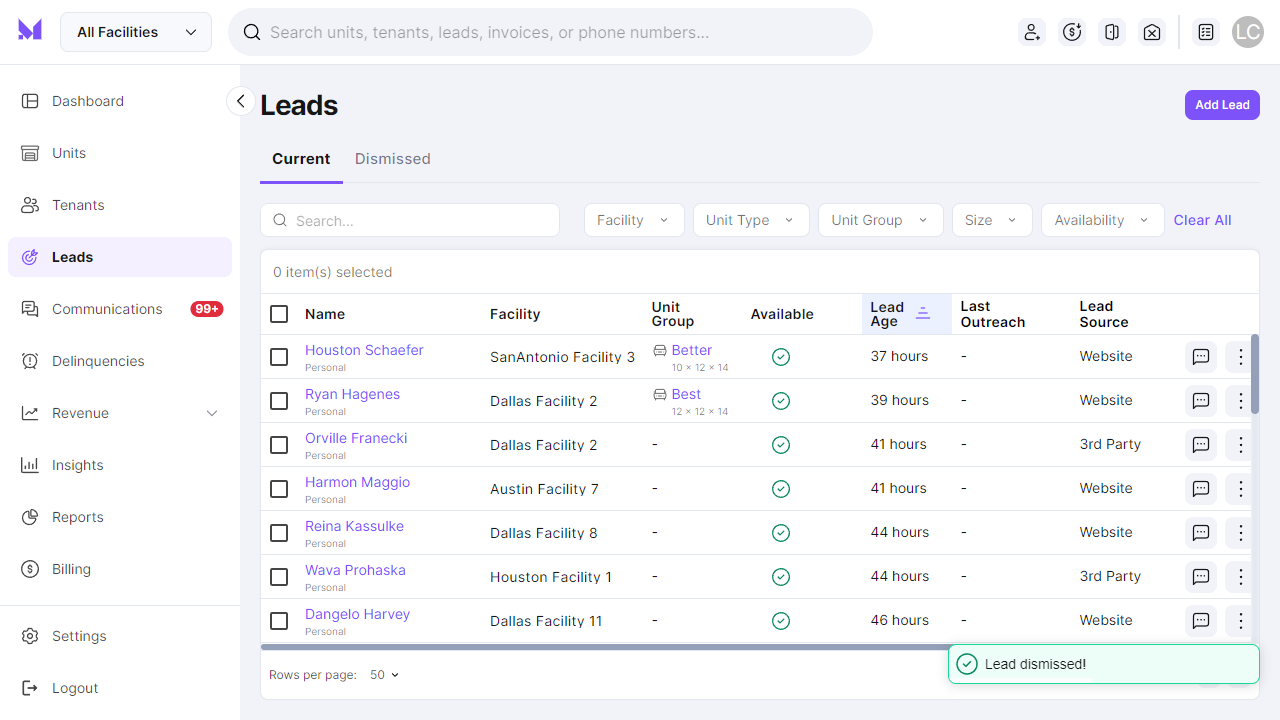 All Facilities
Search units, tenants, leads, invoices, or phone numbers...
LC
Dashboard
Units
Tenants
Leads
Communications 99+
Delinquencies
Revenue
Insights
Reports
Billing
Settings
Logout
Leads
Add Lead
Current Dismissed
Search...
Facility
Unit Type
Unit Group
Size
Availability
Clear All
0 item(s) selected
Name Facility Unit Group Available Lead Age Last Outreach Lead Source
Houston Schaefer SanAntonio Facility 3 Better 37 hours - Website
Personal 10 × 12 × 14
Ryan Hagenes Dallas Facility 2 Best 39 hours - Website
Personal 12 × 12 × 14
Orville Franecki Dallas Facility 2 - 41 hours - 3rd Party
Personal
Harmon Maggio Austin Facility 7 - 41 hours - Website
Personal
Reina Kassulke Dallas Facility 8 - 44 hours - Website
Personal
Wava Prohaska Houston Facility 1 - 44 hours - 3rd Party
Personal
Dangelo Harvey Dallas Facility 11 - 46 hours - Website
Personal
Rows per page: 50
Lead dismissed!